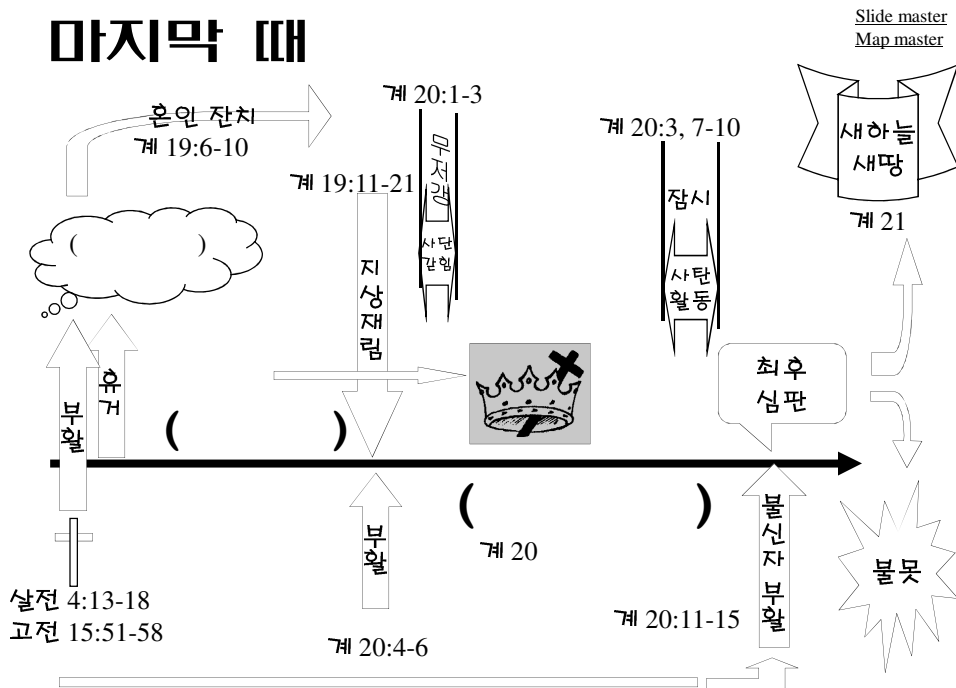 마지막 때
Slide master
Map master
혼인 잔치
계 19:6-10
계 20:1-3
계 20:3, 7-10
새하늘
새땅
계 21
계 19:11-21
무저갱
사단
갇힘
잠시
사탄
활동
( )
지상재림
휴거
부활
최후
심판
( )
( )
계 20
부활
불신자 부활
불못
살전 4:13-18
고전 15:51-58
계 20:4-6
계 20:11-15